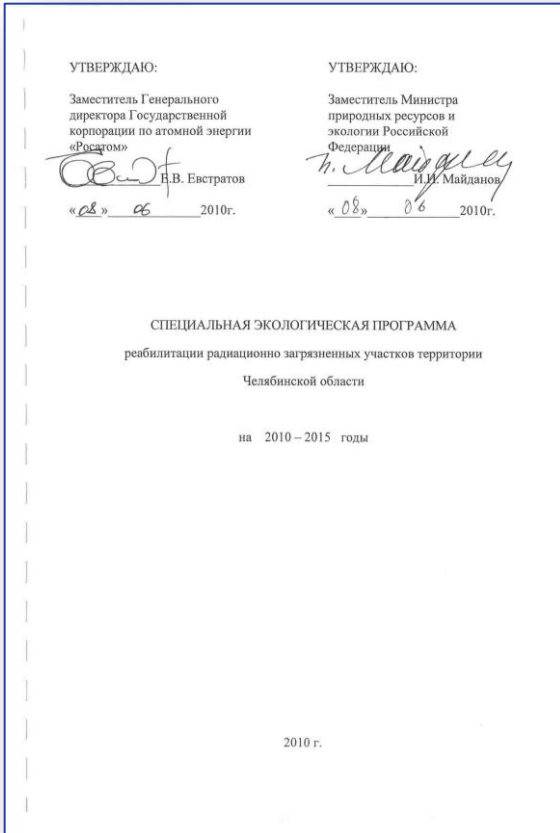 УТВЕРЖДАЮ:
Заместитель Генерального
директора Государственной
корпорации по атомной энергии
«Росатом»
Е.В. Евстратов
«08» 06 2010г.
УТВЕРЖДАЮ:
Заместитель Министра
природных ресурсов и
экологии Российской
Федерации
И.И. Майданов
«08» 06 2010г.
СПЕЦИАЛЬНАЯ ЭКОЛОГИЧЕСКАЯ ПРОГРАММА
реабилитации радиационно загрязненных участков территории
Челябинской области
на 2010 – 2015 годы
2010 г.